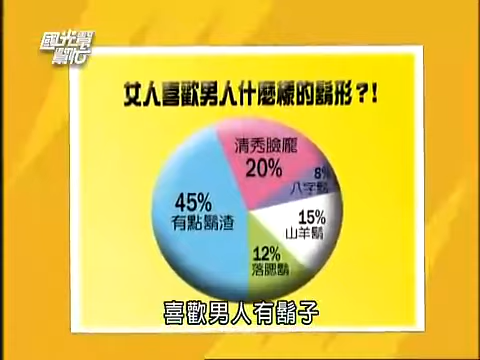 國光幫
幫忙
女人喜歡男人什麼樣的鬍形?!
清秀臉龐
20%
8%
八字鬍
45%
有點鬍渣
15%
山羊鬍
12%
落腮鬍
喜歡男人有鬍子